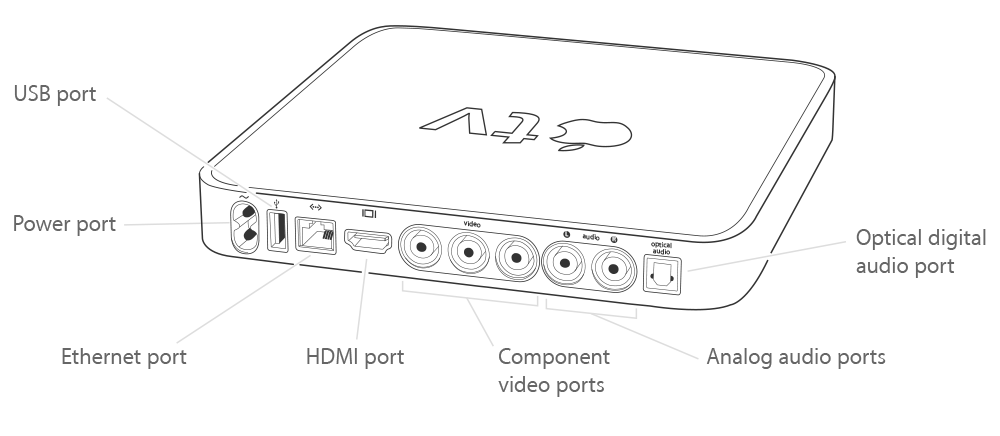 USB port
Power port
Ethernet port
HDMI port
Component
video ports
Analog audio ports
Optical digital
audio port
tv
video
L audio R
optical
audio